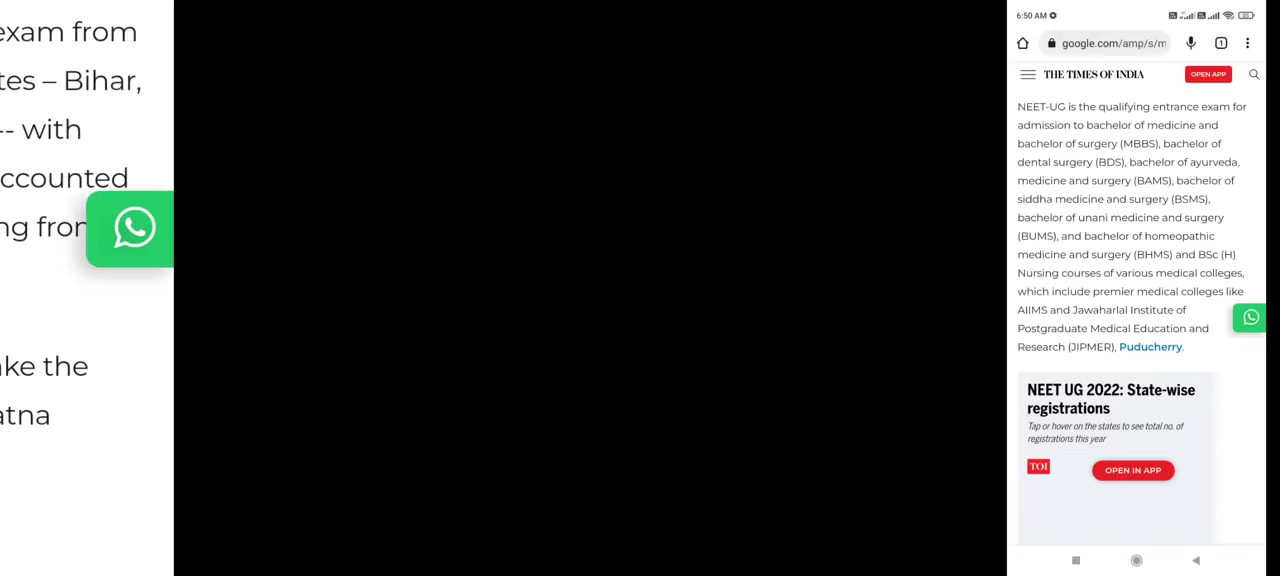 exam from
tes – Bihar,
-- with
ccounted
ng from
ake the
atna
6:50 AM
google.com/amp/s/m
1
THE TIMES OF INDIA
OPEN APP
NEET-UG is the qualifying entrance exam for
admission to bachelor of medicine and
bachelor of surgery (MBBS), bachelor of
dental surgery (BDS), bachelor of ayurveda,
medicine and surgery (BAMS), bachelor of
siddha medicine and surgery (BSMS),
bachelor of unani medicine and surgery
(BUMS), and bachelor of homeopathic
medicine and surgery (BHMS) and BSc (H)
Nursing courses of various medical colleges,
which include premier medical colleges like
AIIMS and Jawaharlal Institute of
Postgraduate Medical Education and
Research (JIPMER), Puducherry.
NEET UG 2022: State-wise
registrations
Tap or hover on the states to see total no. of
registrations this year
TOI
OPEN IN APP